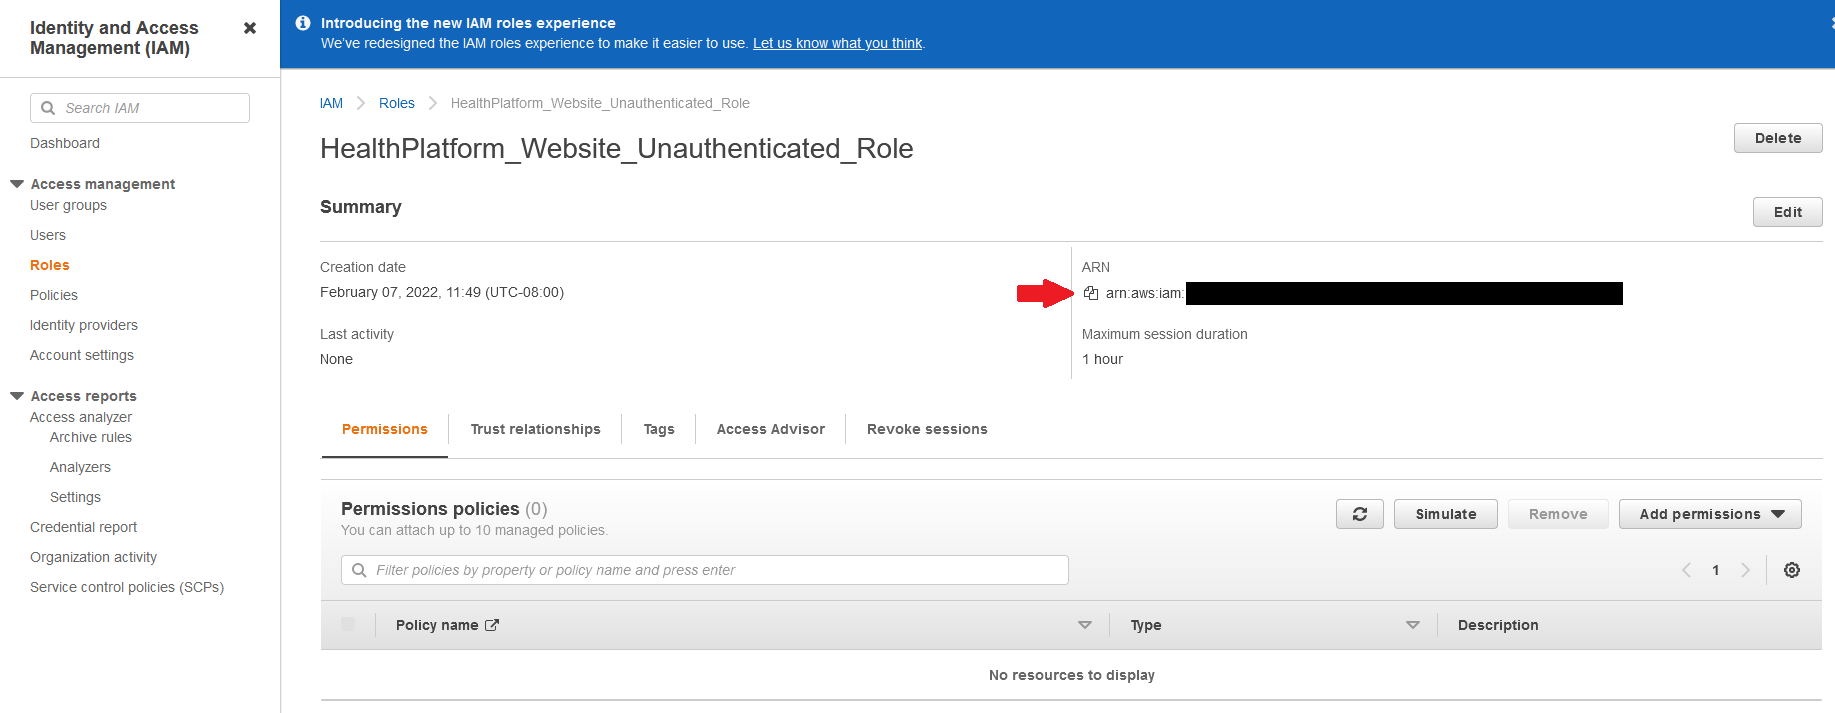 Identity and Access
Management (IAM)
Search IAM
Dashboard
Access management
User groups
Users
Roles
Policies
Identity providers
Account settings
Access reports
Access analyzer
Archive rules
Analyzers
Settings
Credential report
Organization activity
Service control policies (SCPs)
Introducing the new IAM roles experience
We've redesigned the IAM roles experience to make it easier to use. Let us know what you think.
IAM Roles HealthPlatform_Website_Unauthenticated_Role
HealthPlatform_Website_Unauthenticated_Role
Delete
Summary
Edit
Creation date
February 07, 2022, 11:49 (UTC-08:00)
ARN
arn:aws:iam:
Last activity
None
Maximum session duration
1 hour
Permissions Trust relationships Tags Access Advisor Revoke sessions
Permissions policies (0)
You can attach up to 10 managed policies.
Simulate Remove Add permissions
Filter policies by property or policy name and press enter
1
Policy name Type Description
No resources to display